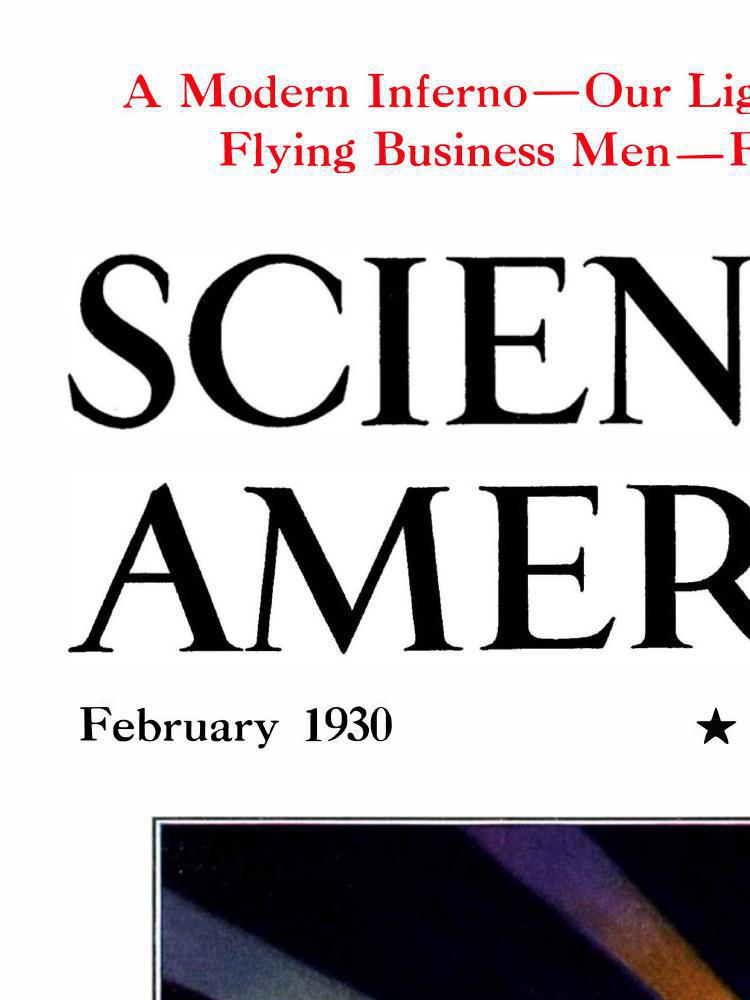 A Modern Inferno—Our Lig
Flying Business Men—F
SCIEN
AMER
February 1930 ★